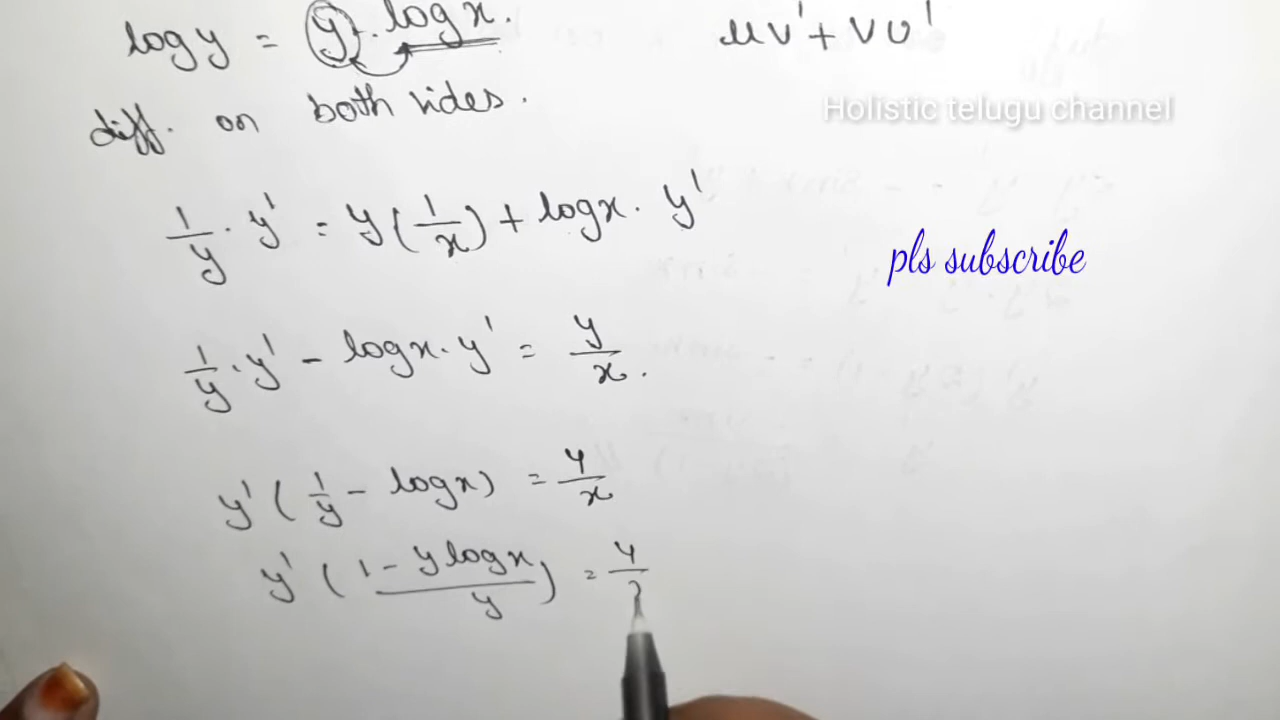 log y = y . log x .
uv' + vu'
diff. on both sides.
Holistic telugu channel
1/y . y' = y(1/x) + log x . y'
pls subscribe
1/y . y' - log x . y' = y/x .
y' (1/y - log x) = y/x
y' (1 - y log x / y) = y/